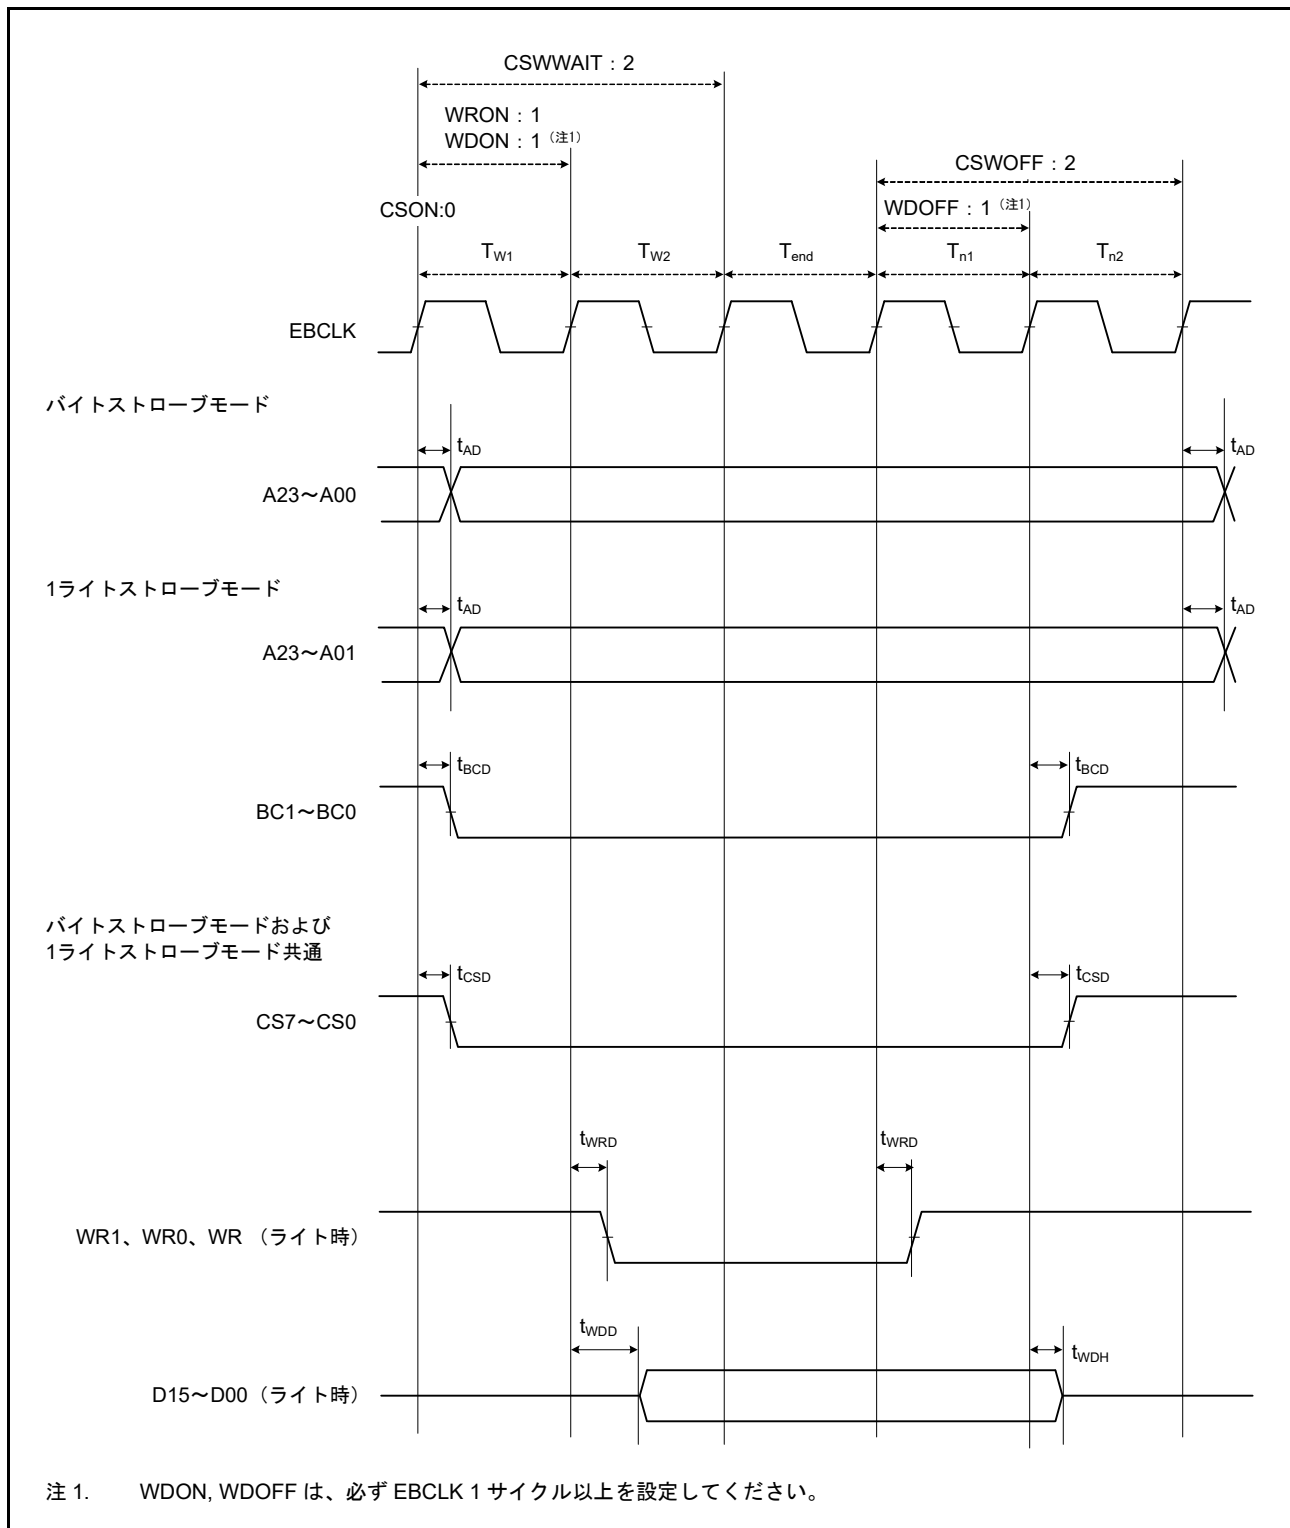 CSWWAIT：2
WRON：1
WDON：1（注1）
CSWOFF：2
WDOFF：1（注1）
CSON:0
TW1 TW2 Tend Tn1 Tn2
EBCLK
バイトストローブモード
tAD tAD
A23～A00
1ライトストローブモード
tAD tAD
A23～A01
tBCD tBCD
BC1～BC0
バイトストローブモードおよび
1ライトストローブモード共通
tCSD tCSD
CS7～CS0
tWRD tWRD
WR1、WR0、WR （ライト時）
tWDD tWDH
D15～D00（ライト時）
注 1. WDON, WDOFF は、必ず EBCLK 1 サイクル以上を設定してください。